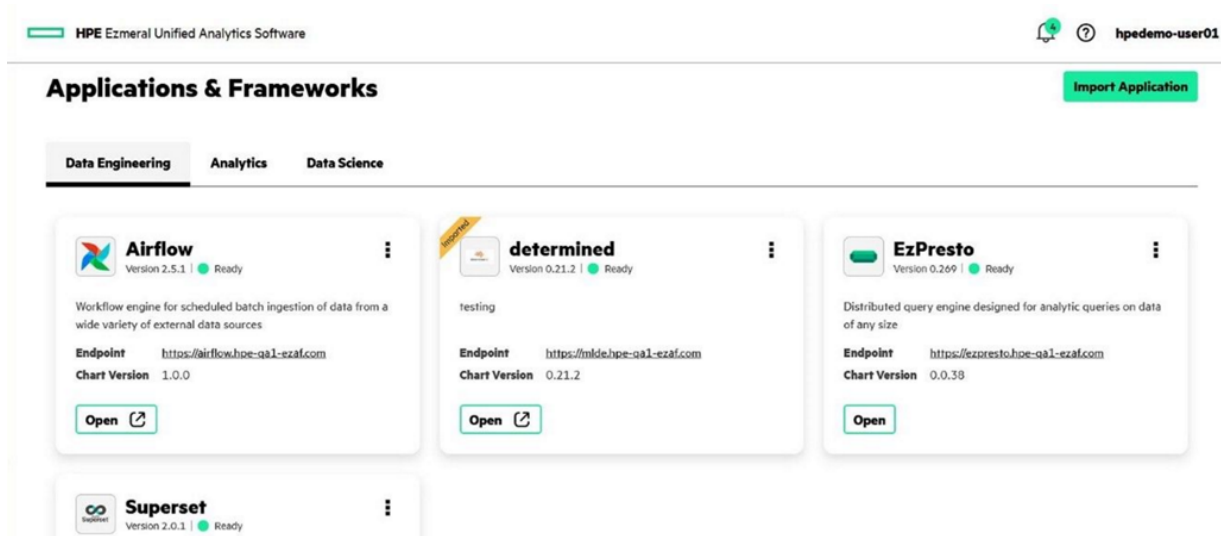 HPE Ezmeral Unified Analytics Software
4
?
hpedemo-user01
Applications & Frameworks
Import Application
Data Engineering
Analytics
Data Science
Airflow
Version 2.5.1 | Ready
Workflow engine for scheduled batch ingestion of data from a
wide variety of external data sources
Endpoint https://airflow.hpe-qa1-ezaf.com
Chart Version 1.0.0
Open
Imported
determined
Version 0.21.2 | Ready
testing
Endpoint https://mlde.hpe-qa1-ezaf.com
Chart Version 0.21.2
Open
EzPresto
Version 0.269 | Ready
Distributed query engine designed for analytic queries on data
of any size
Endpoint https://ezpresto.hpe-qa1-ezaf.com
Chart Version 0.0.38
Open
Superset
Superset
Version 2.0.1 | Ready